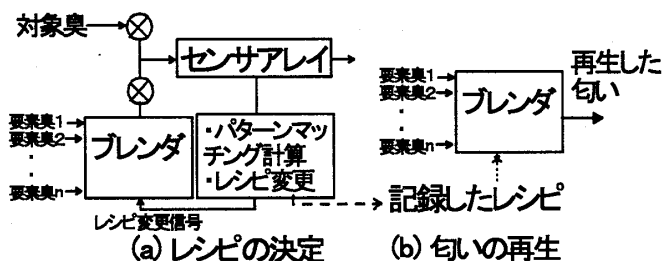 対象臭
センサアレイ
要素臭1
要素臭2
・
・
要素臭n
ブレンダ
・パターンマッ
チング計算
・レシピ変更
レシピ変更信号
(a) レシピの決定
要素臭1
要素臭2
・
・
要素臭n
ブレンダ
再生した
匂い
記録したレシピ
(b) 匂いの再生